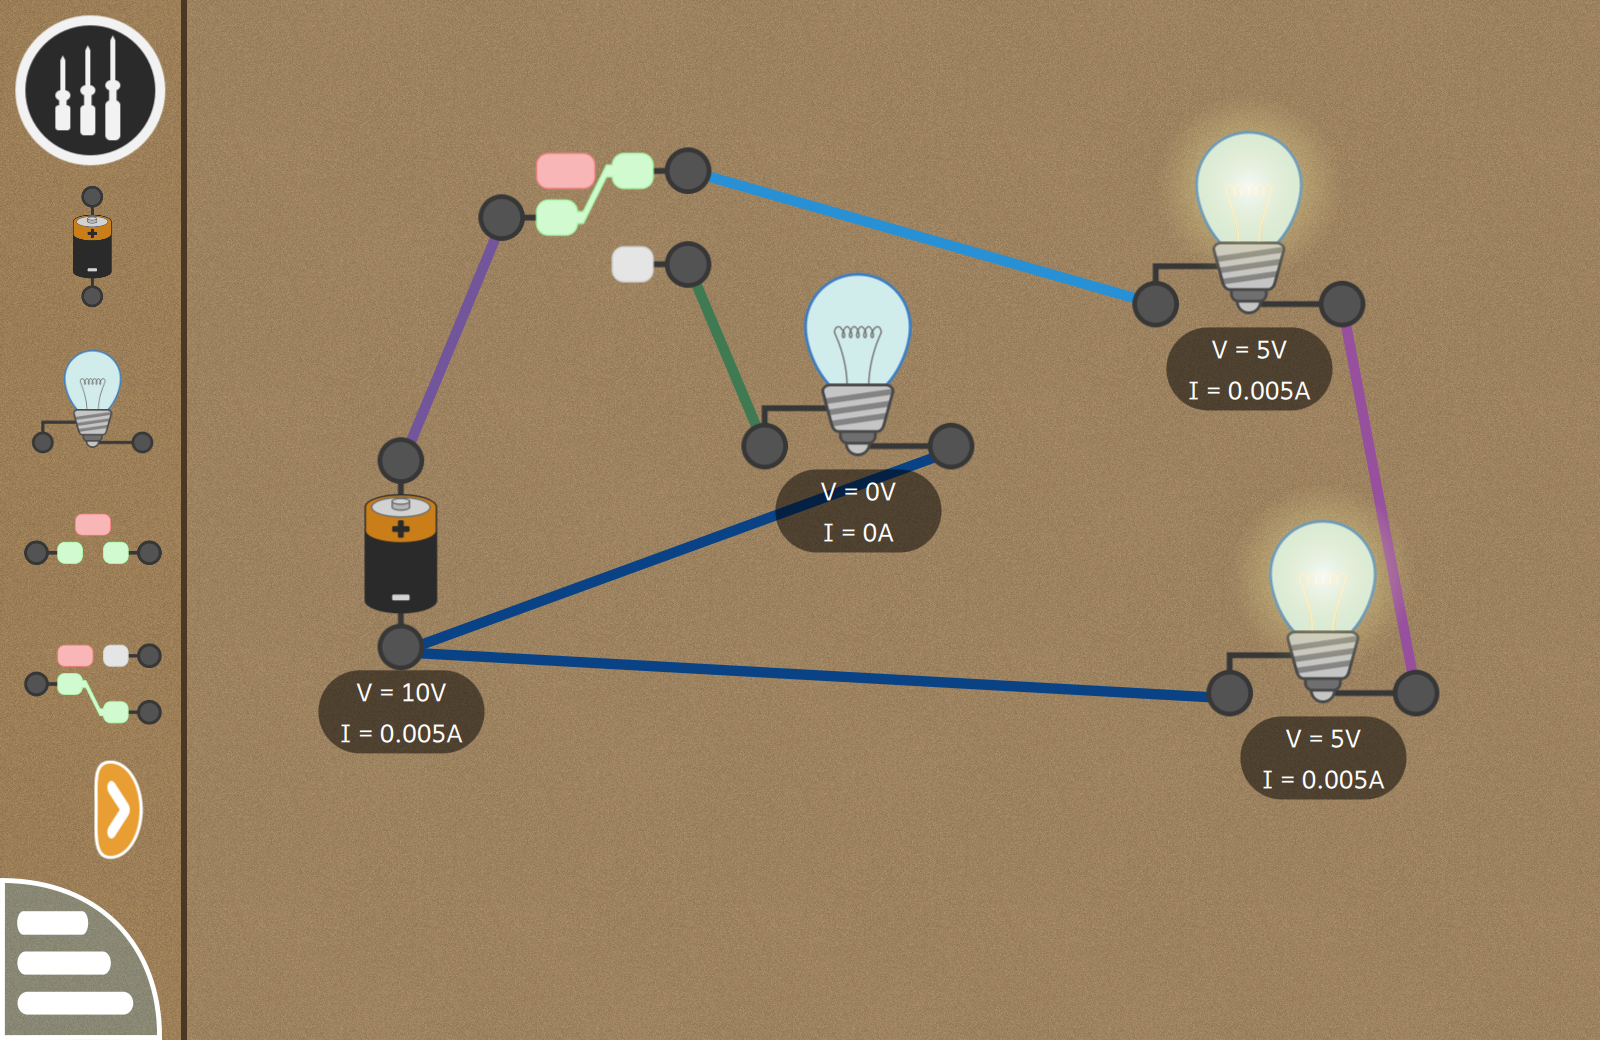 V = 5V
I = 0.005A
V = 0V
I = 0A
V = 10V
I = 0.005A
V = 5V
I = 0.005A